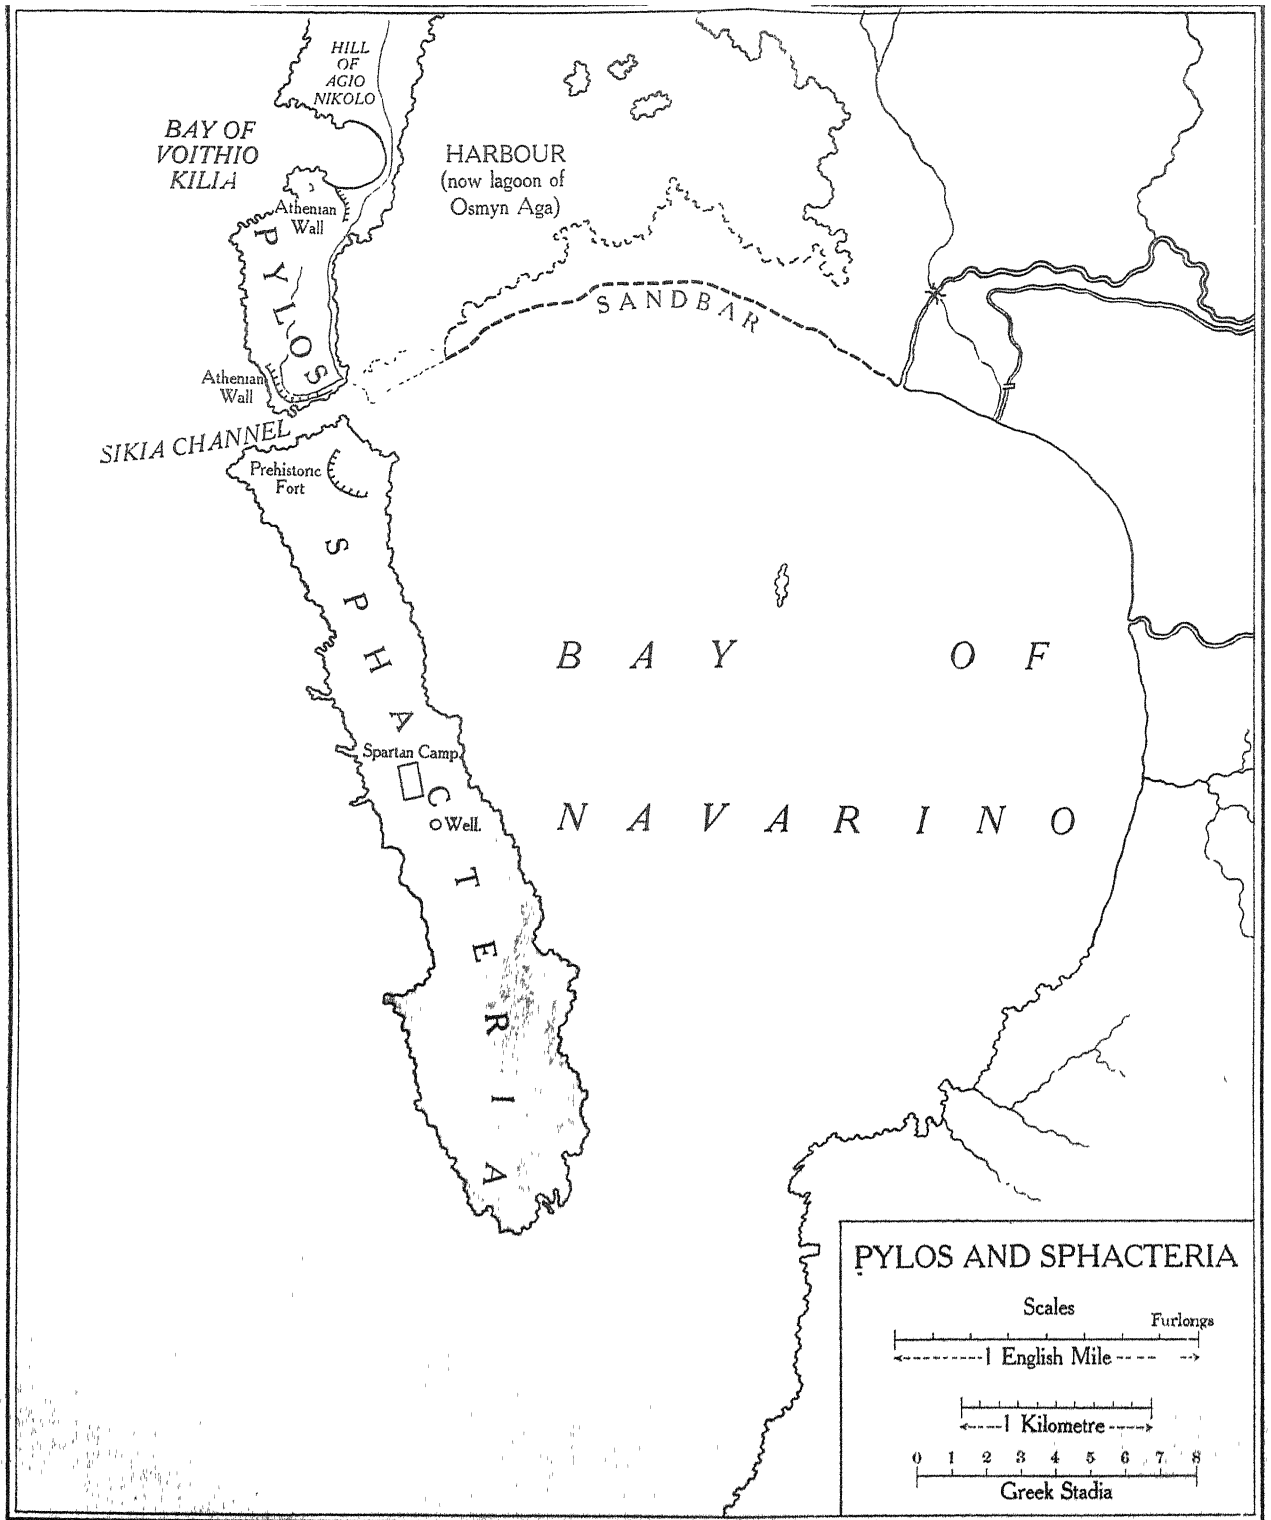 HILL
OF
AGIO
NIKOLO
BAY OF
VOITHIO
KILIA
HARBOUR
(now lagoon of
Osmyn Aga)
Athenian
Wall
PYLOS
SANDBAR
Athenian
Wall
SIKIA CHANNEL
Prehistoric
Fort
SPHACTERIA
BAY OF
NAVARINO
Spartan Camp.
Well.
PYLOS AND SPHACTERIA
Scales
Furlongs
1 English Mile
1 Kilometre
0 1 2 3 4 5 6 7 8
Greek Stadia